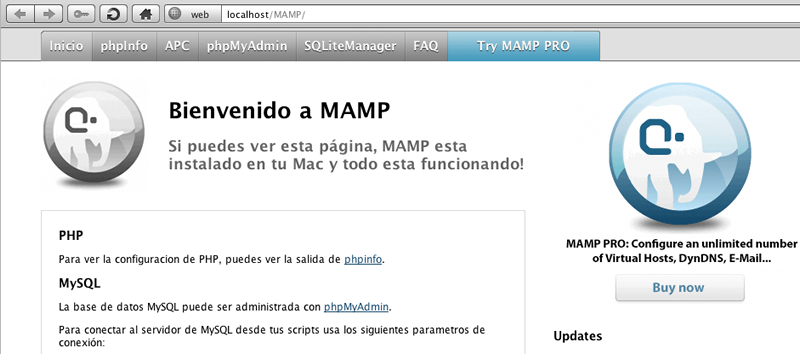 web localhost/MAMP/
Inicio phpInfo APC phpMyAdmin SQLiteManager FAQ Try MAMP PRO
Bienvenido a MAMP
Si puedes ver esta página, MAMP esta
instalado en tu Mac y todo esta funcionando!
MAMP PRO: Configure an unlimited number
of Virtual Hosts, DynDNS, E-Mail...
Buy now
Updates
PHP
Para ver la configuracion de PHP, puedes ver la salida de phpinfo.
MySQL
La base de datos MySQL puede ser administrada con phpMyAdmin.
Para conectar al servidor de MySQL desde tus scripts usa los siguientes parametros de
conexión: